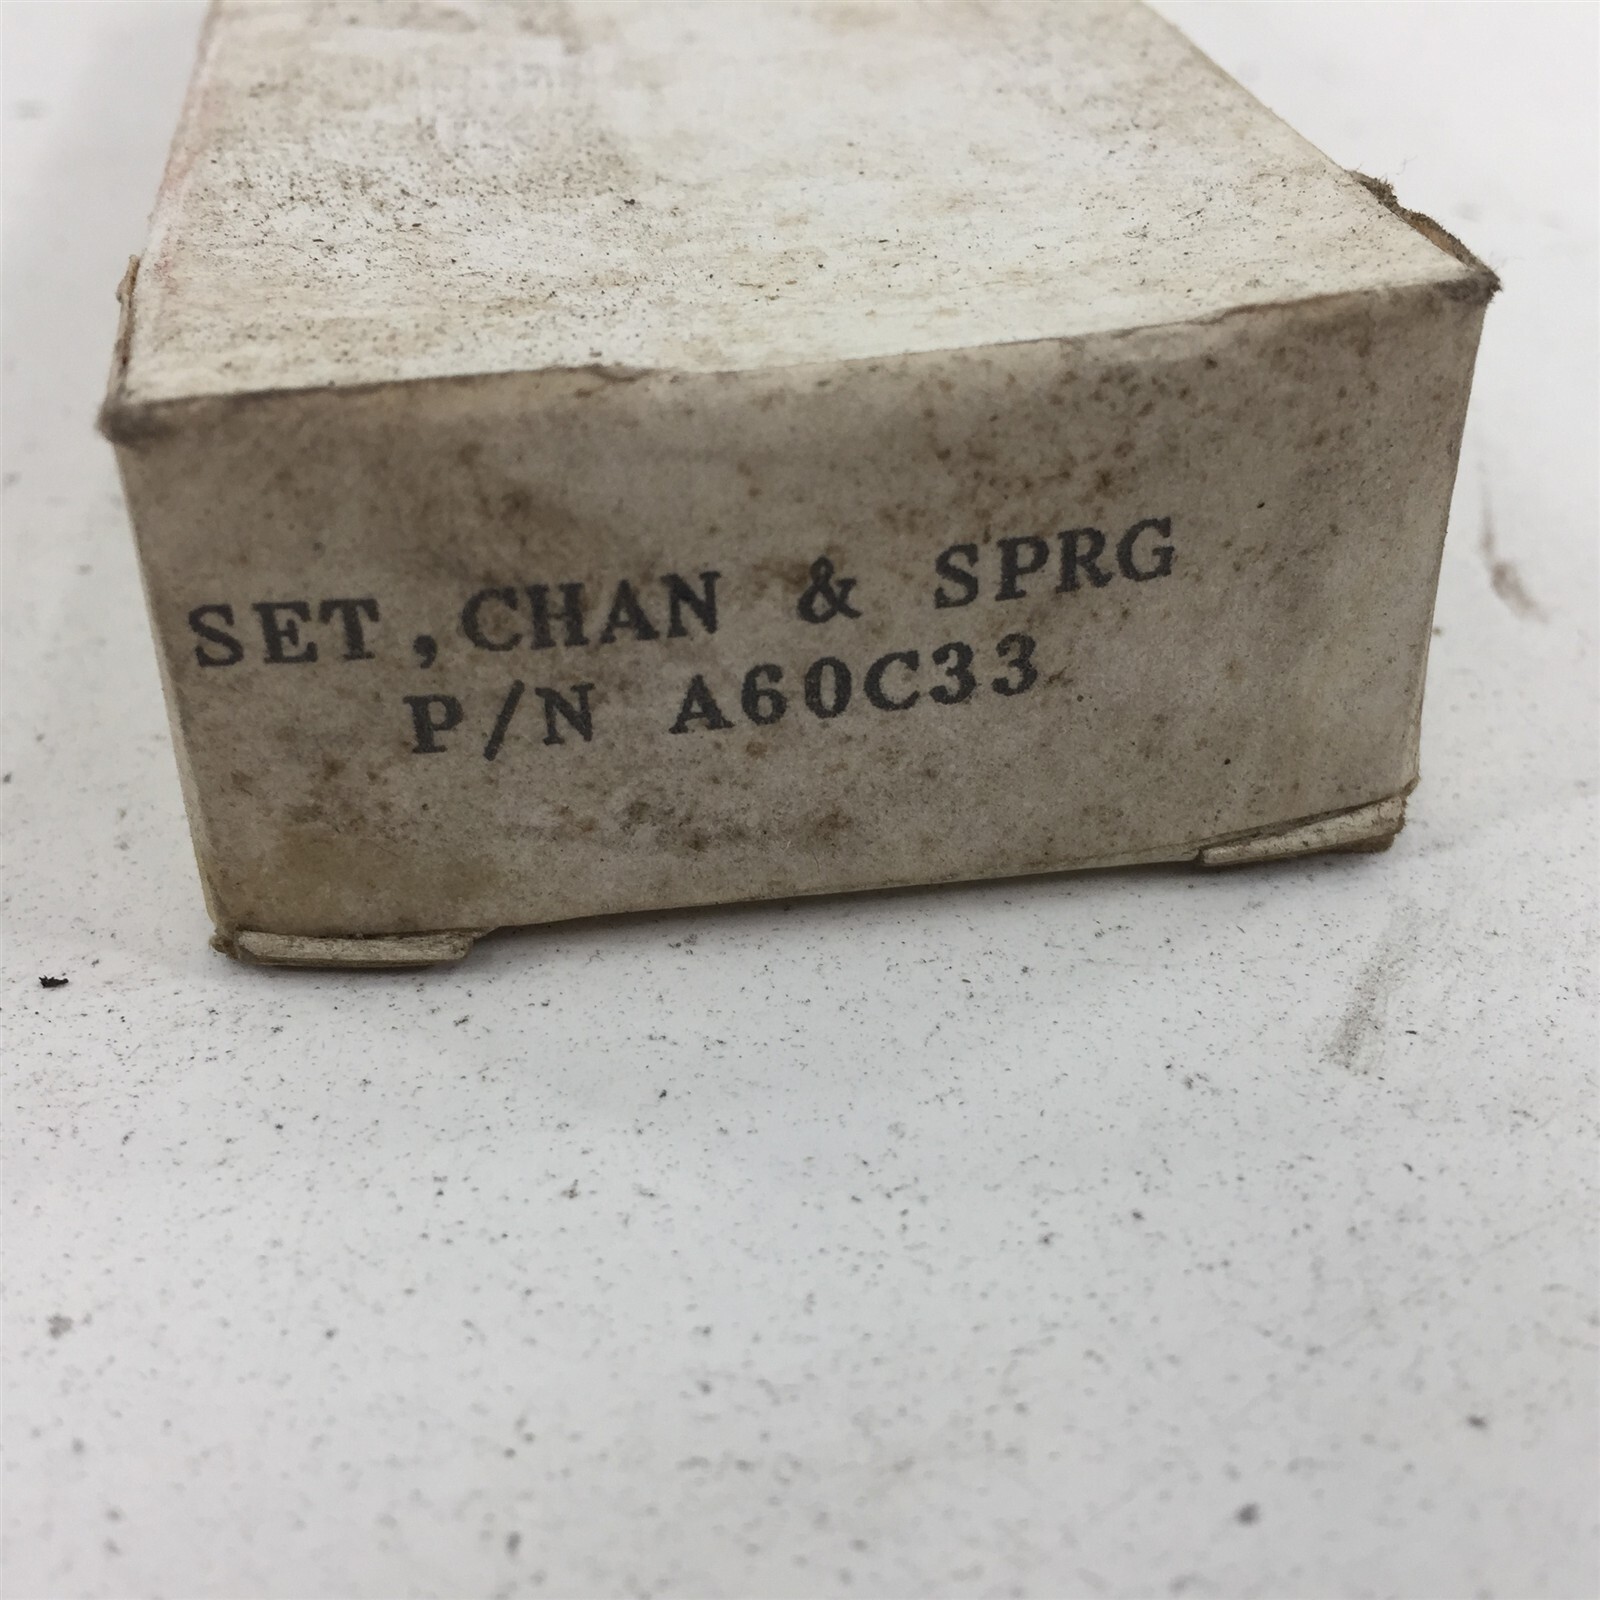 SET, CHAN & SPRG
P/N A60C33